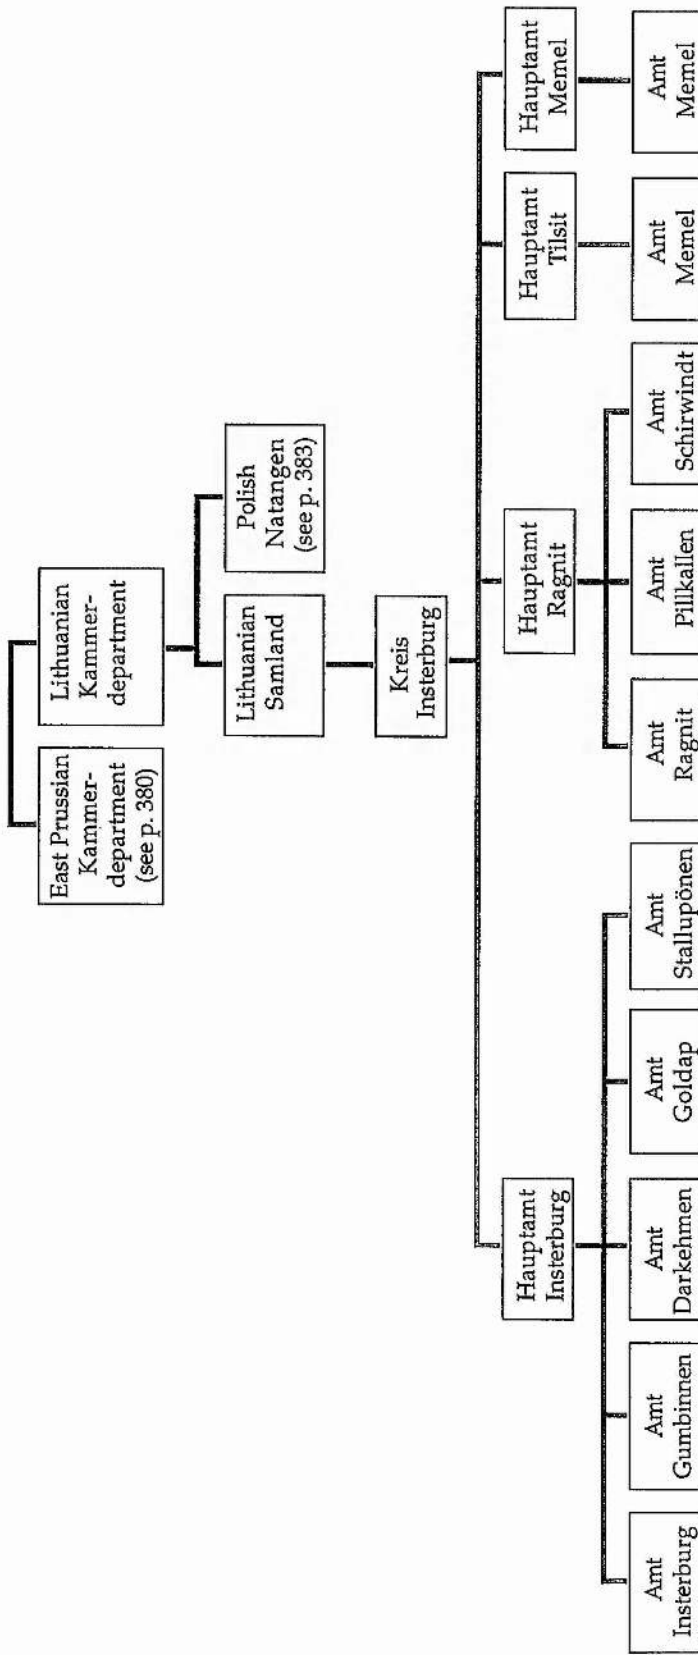 East Prussian
Kammer-
department
(see p. 380)
Lithuanian
Kammer-
department
Lithuanian
Samland
Polish
Natangen
(see p. 383)
Kreis
Insterburg
Hauptamt
Insterburg
Hauptamt
Ragnit
Hauptamt
Tilsit
Hauptamt
Memel
Amt
Insterburg
Amt
Gumbinnen
Amt
Darkehmen
Amt
Goldap
Amt
Stallupönen
Amt
Ragnit
Amt
Pillkallen
Amt
Schirwindt
Amt
Memel
Amt
Memel